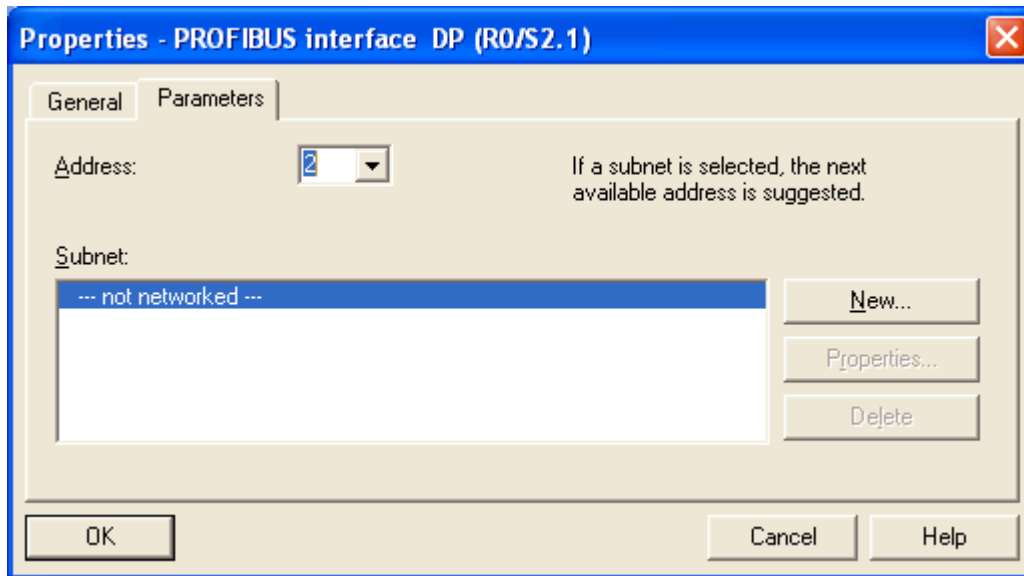 Properties - PROFIBUS interface  DP (R0/S2.1)
General
Parameters
Address:
2
If a subnet is selected, the next
available address is suggested.
Subnet:
--- not networked ---
New...
Properties...
Delete
OK
Cancel
Help